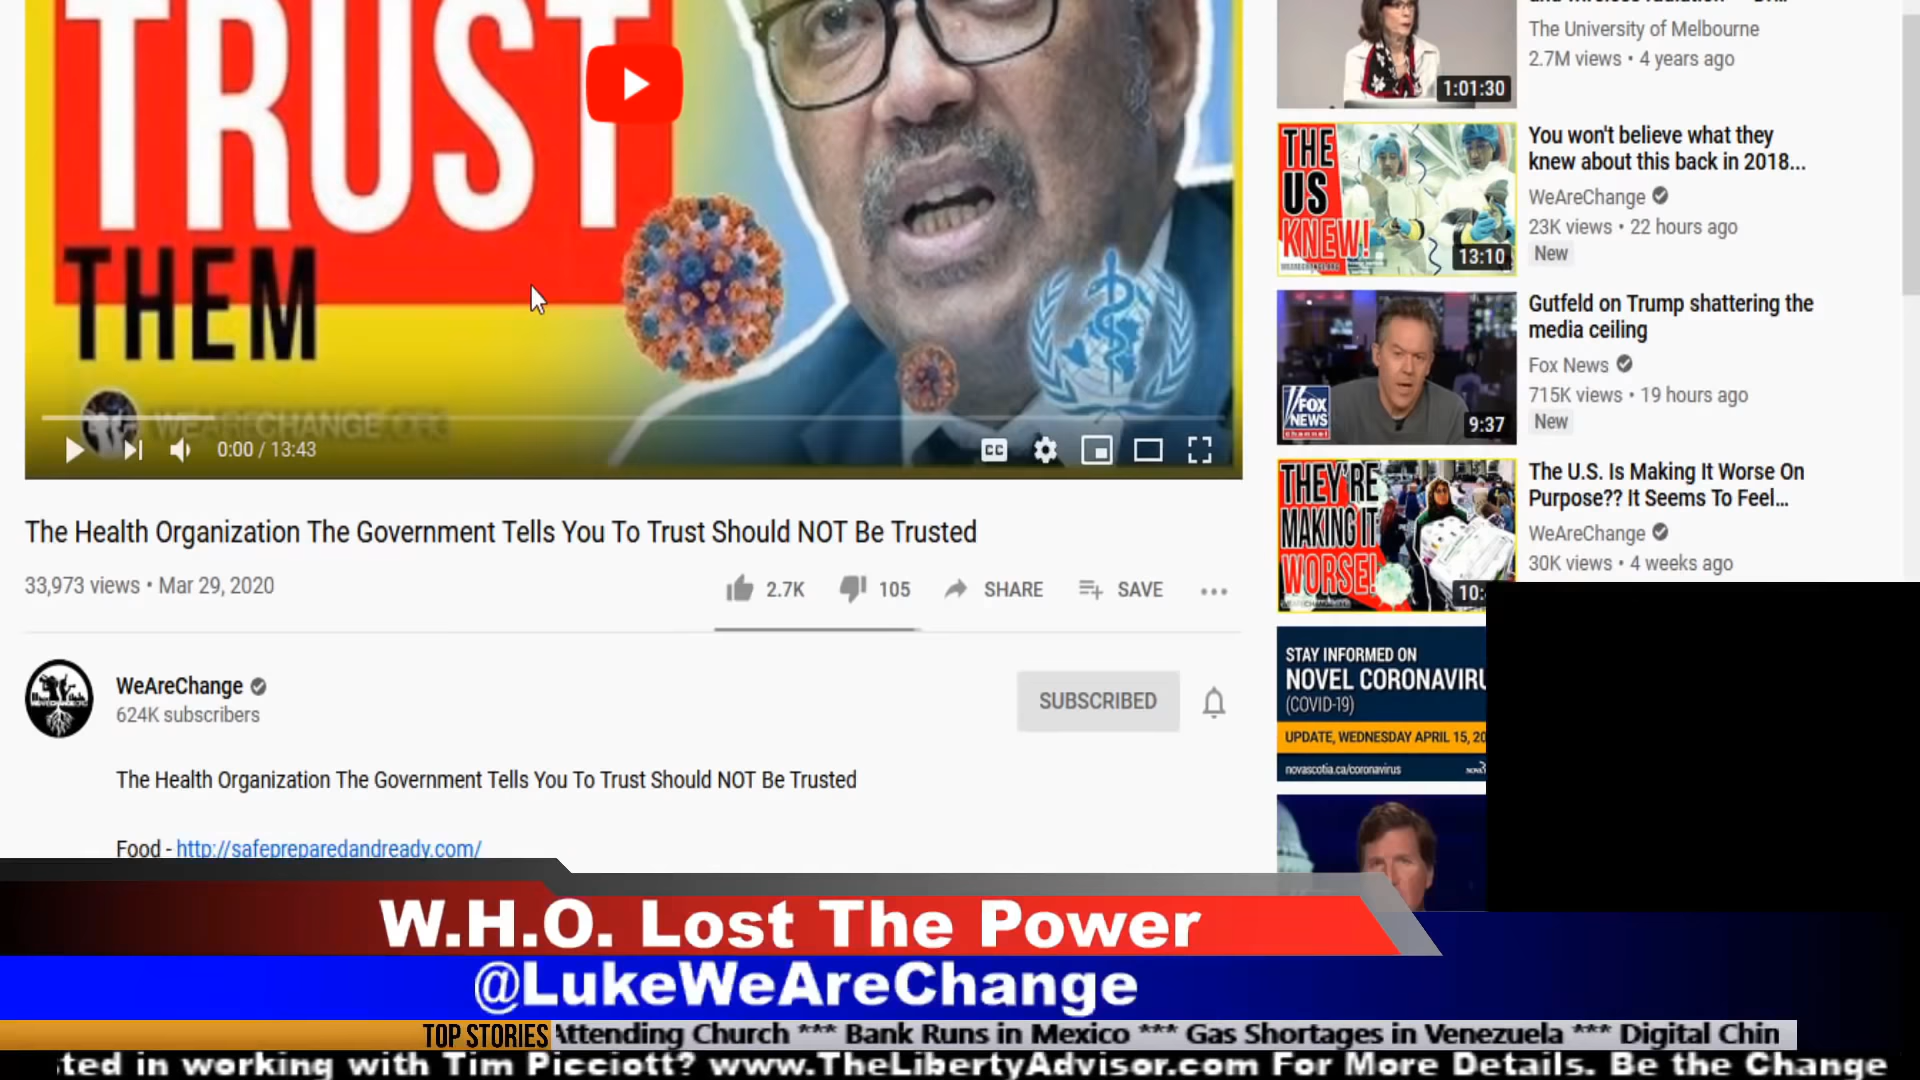 TRUST
THEM
WEARECHANGE.ORG
0:00 / 13:43
CC
The Health Organization The Government Tells You To Trust Should NOT Be Trusted
33,973 views • Mar 29, 2020
2.7K
105
SHARE
SAVE
WeAreChange
624K subscribers
SUBSCRIBED
The Health Organization The Government Tells You To Trust Should NOT Be Trusted
Food - http://safepreparedandready.com/
The University of Melbourne
2.7M views • 4 years ago
1:01:30
THE
US
KNEW!
13:10
You won't believe what they
knew about this back in 2018...
WeAreChange
23K views • 22 hours ago
New
FOX
NEWS
channel
9:37
Gutfeld on Trump shattering the
media ceiling
Fox News
715K views • 19 hours ago
New
THEY'RE
MAKING IT
WORSE!
10:
The U.S. Is Making It Worse On
Purpose?? It Seems To Feel...
WeAreChange
30K views • 4 weeks ago
STAY INFORMED ON
NOVEL CORONAVIRU
(COVID-19)
UPDATE, WEDNESDAY APRIL 15, 20
novascotia.ca/coronavirus
W.H.O. Lost The Power
@LukeWeAreChange
TOP STORIES
Attending Church *** Bank Runs in Mexico *** Gas Shortages in Venezuela *** Digital Chin
ted in working with Tim Picciott? www.TheLibertyAdvisor.com For More Details. Be the Change